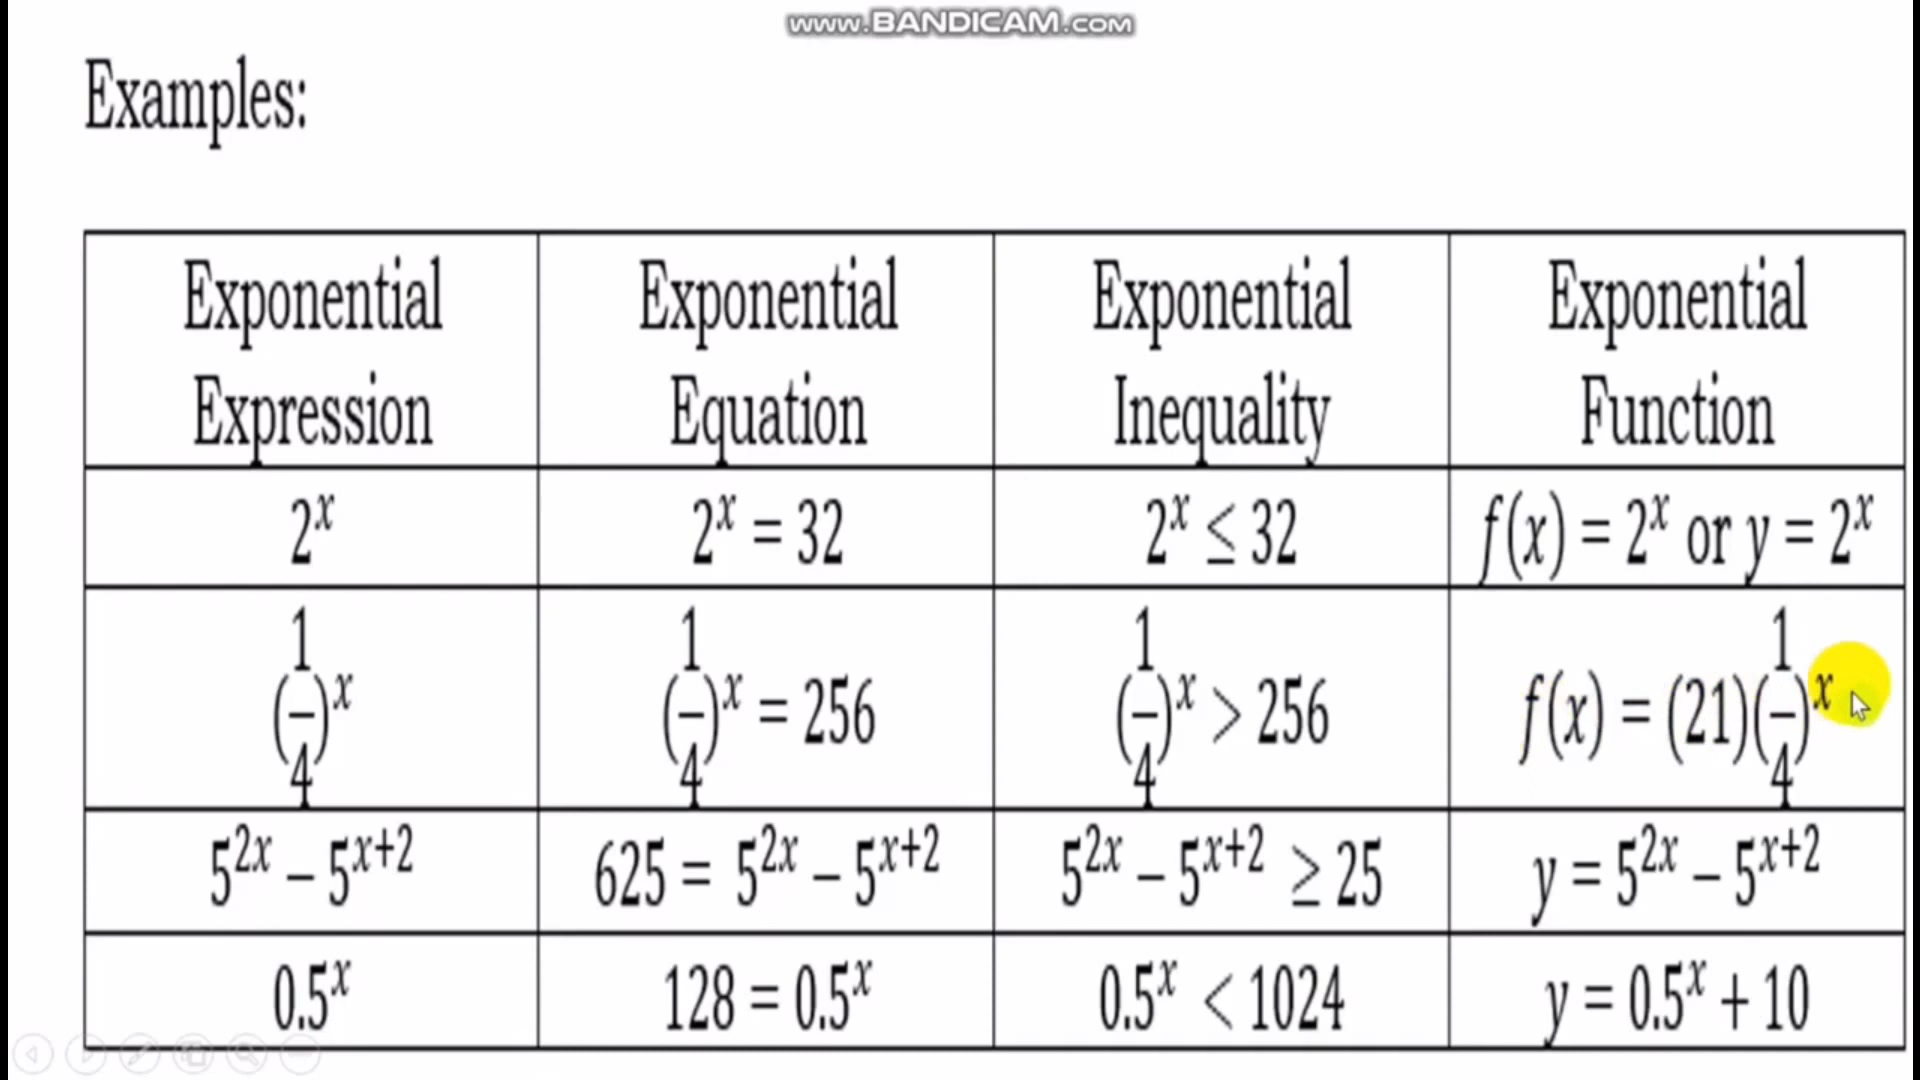 www.BANDICAM.com
Examples:
Exponential Expression
Exponential Equation
Exponential Inequality
Exponential Function
2^x
2^x = 32
2^x ≤ 32
f(x) = 2^x or y = 2^x
(1/4)^x
(1/4)^x = 256
(1/4)^x > 256
f(x) = (21)(1/4)^x
5^{2x} − 5^{x+2}
625 = 5^{2x} − 5^{x+2}
5^{2x} − 5^{x+2} ≥ 25
y = 5^{2x} − 5^{x+2}
0.5^x
128 = 0.5^x
0.5^x < 1024
y = 0.5^x + 10